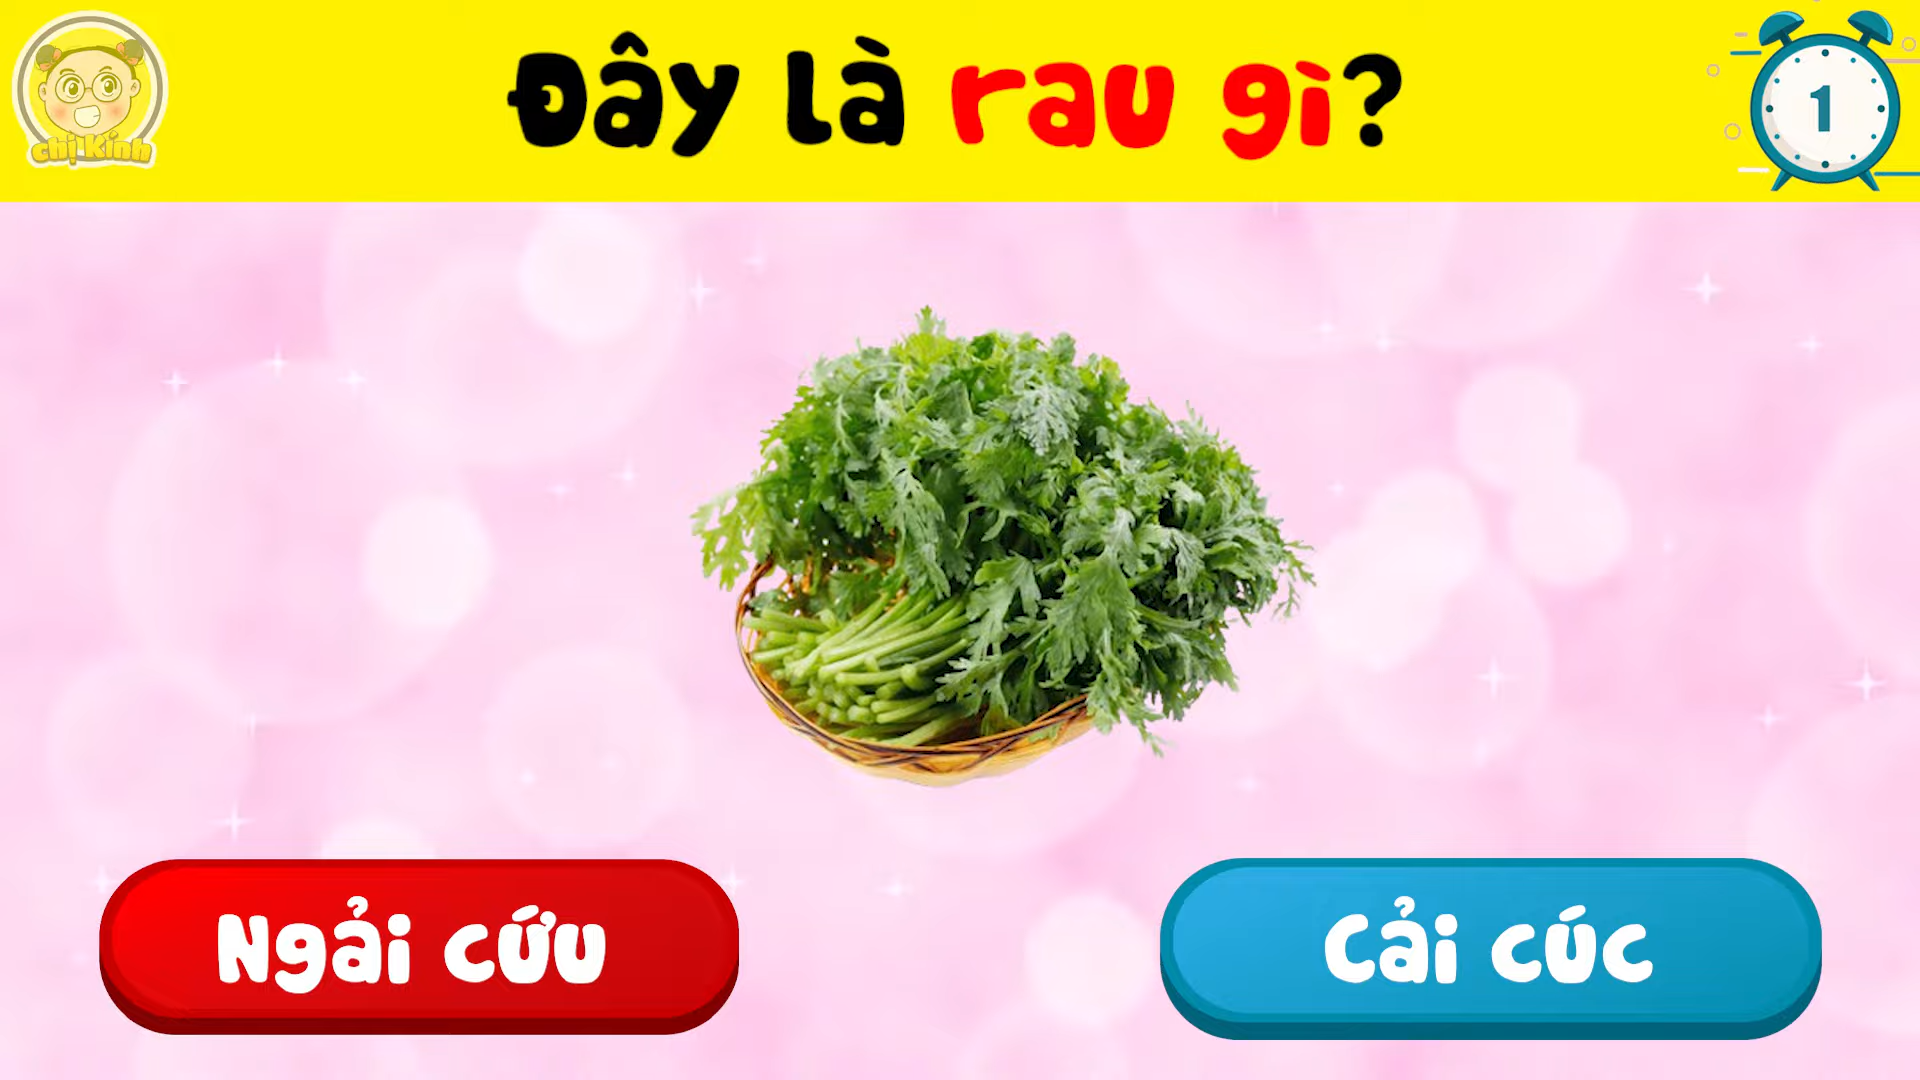 Đây là rau gì?
chị Kính
1
Ngải cứu
Cải cúc